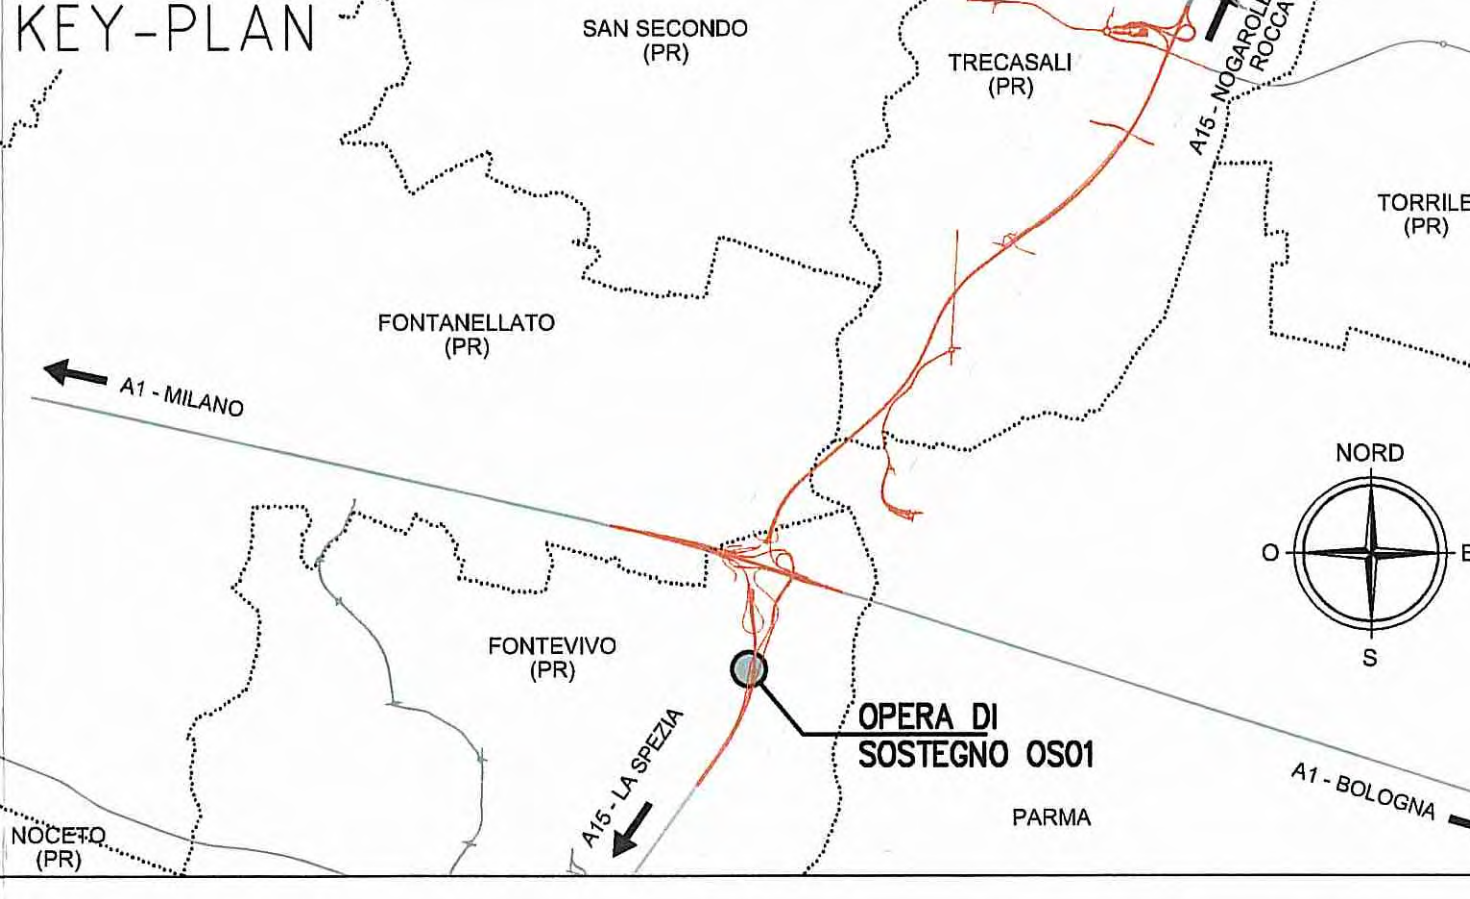 KEY-PLAN
SAN SECONDO
(PR)
TRECASALI
(PR)
A15 - NOGAROLE
ROCCA
TORRILE
(PR)
FONTANELLATO
(PR)
A1 - MILANO
NORD
O
E
S
FONTEVIVO
(PR)
OPERA DI
SOSTEGNO OS01
A15 - LA SPEZIA
A1 - BOLOGNA
PARMA
NOCETO
(PR)